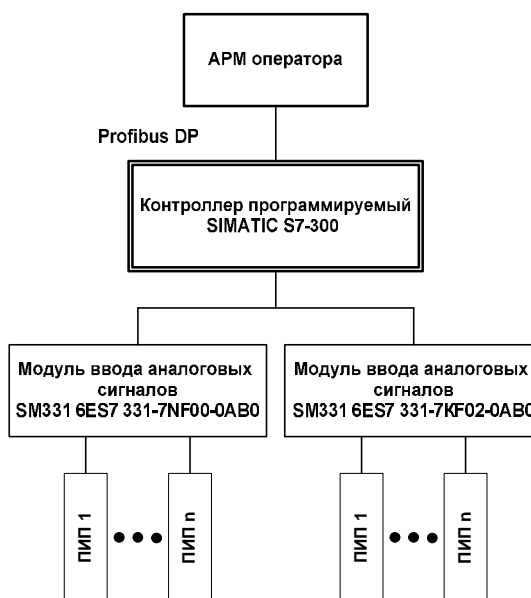 АРМ оператора
Profibus DP
Контроллер программируемый
SIMATIC S7-300
Модуль ввода аналоговых
сигналов
SM331 6ES7 331-7NF00-0AB0
Модуль ввода аналоговых
сигналов
SM331 6ES7 331-7KF02-0AB0
ПИП 1
ПИП n
ПИП 1
ПИП n